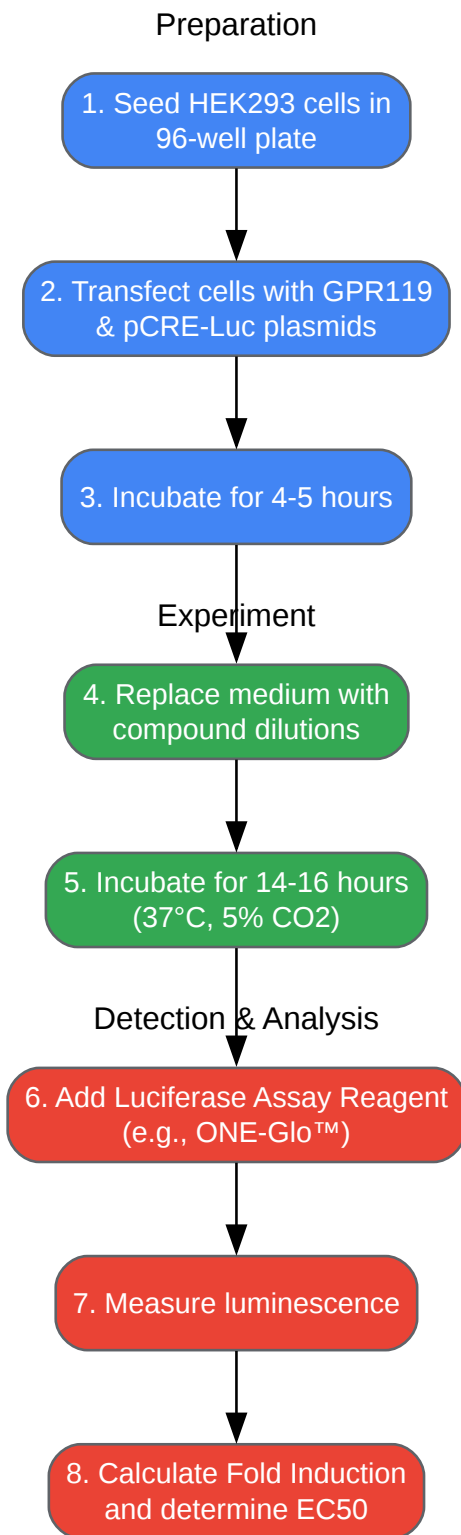 Preparation
1. Seed HEK293 cells in
96-well plate
2. Transfect cells with GPR119
& pCRE-Luc plasmids
3. Incubate for 4-5 hours
Experiment
4. Replace medium with
compound dilutions
5. Incubate for 14-16 hours
(37°C, 5% CO2)
Detection & Analysis
6. Add Luciferase Assay Reagent
(e.g., ONE-Glo™)
7. Measure luminescence
8. Calculate Fold Induction
and determine EC50